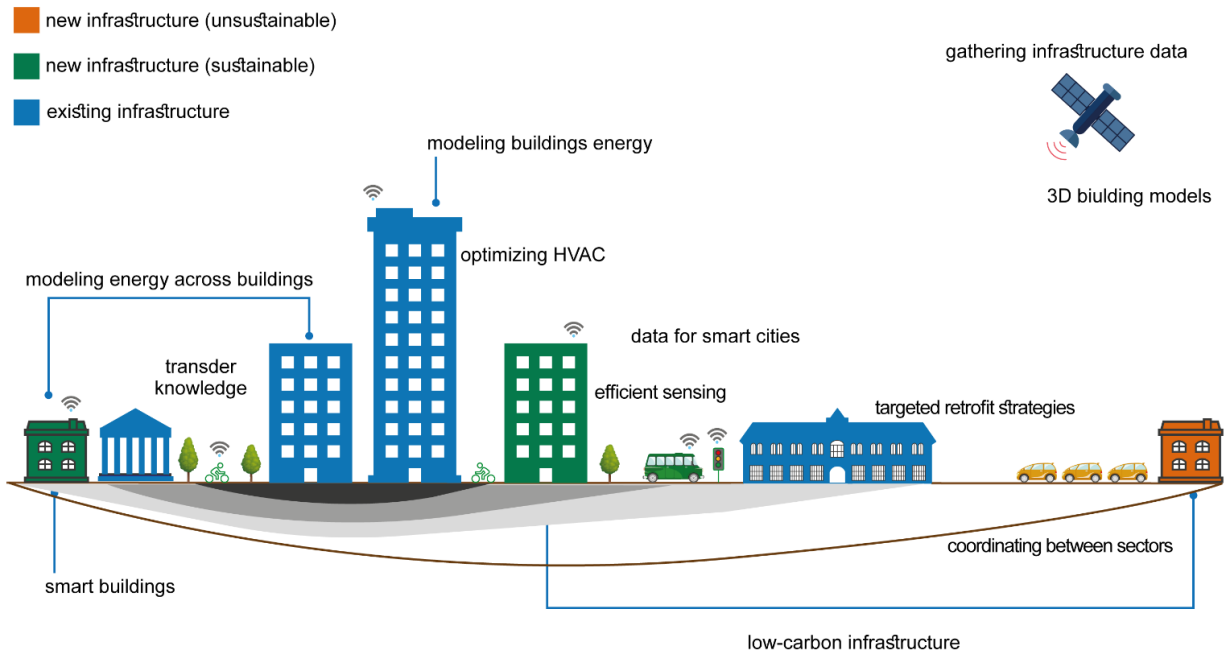 new infrastructure (unsustainable)
new infrastructure (sustainable)
existing infrastructure
gathering infrastructure data
3D biulding models
modeling buildings energy
optimizing HVAC
modeling energy across buildings
data for smart cities
transder
knowledge
efficient sensing
targeted retrofit strategies
coordinating between sectors
smart buildings
low-carbon infrastructure